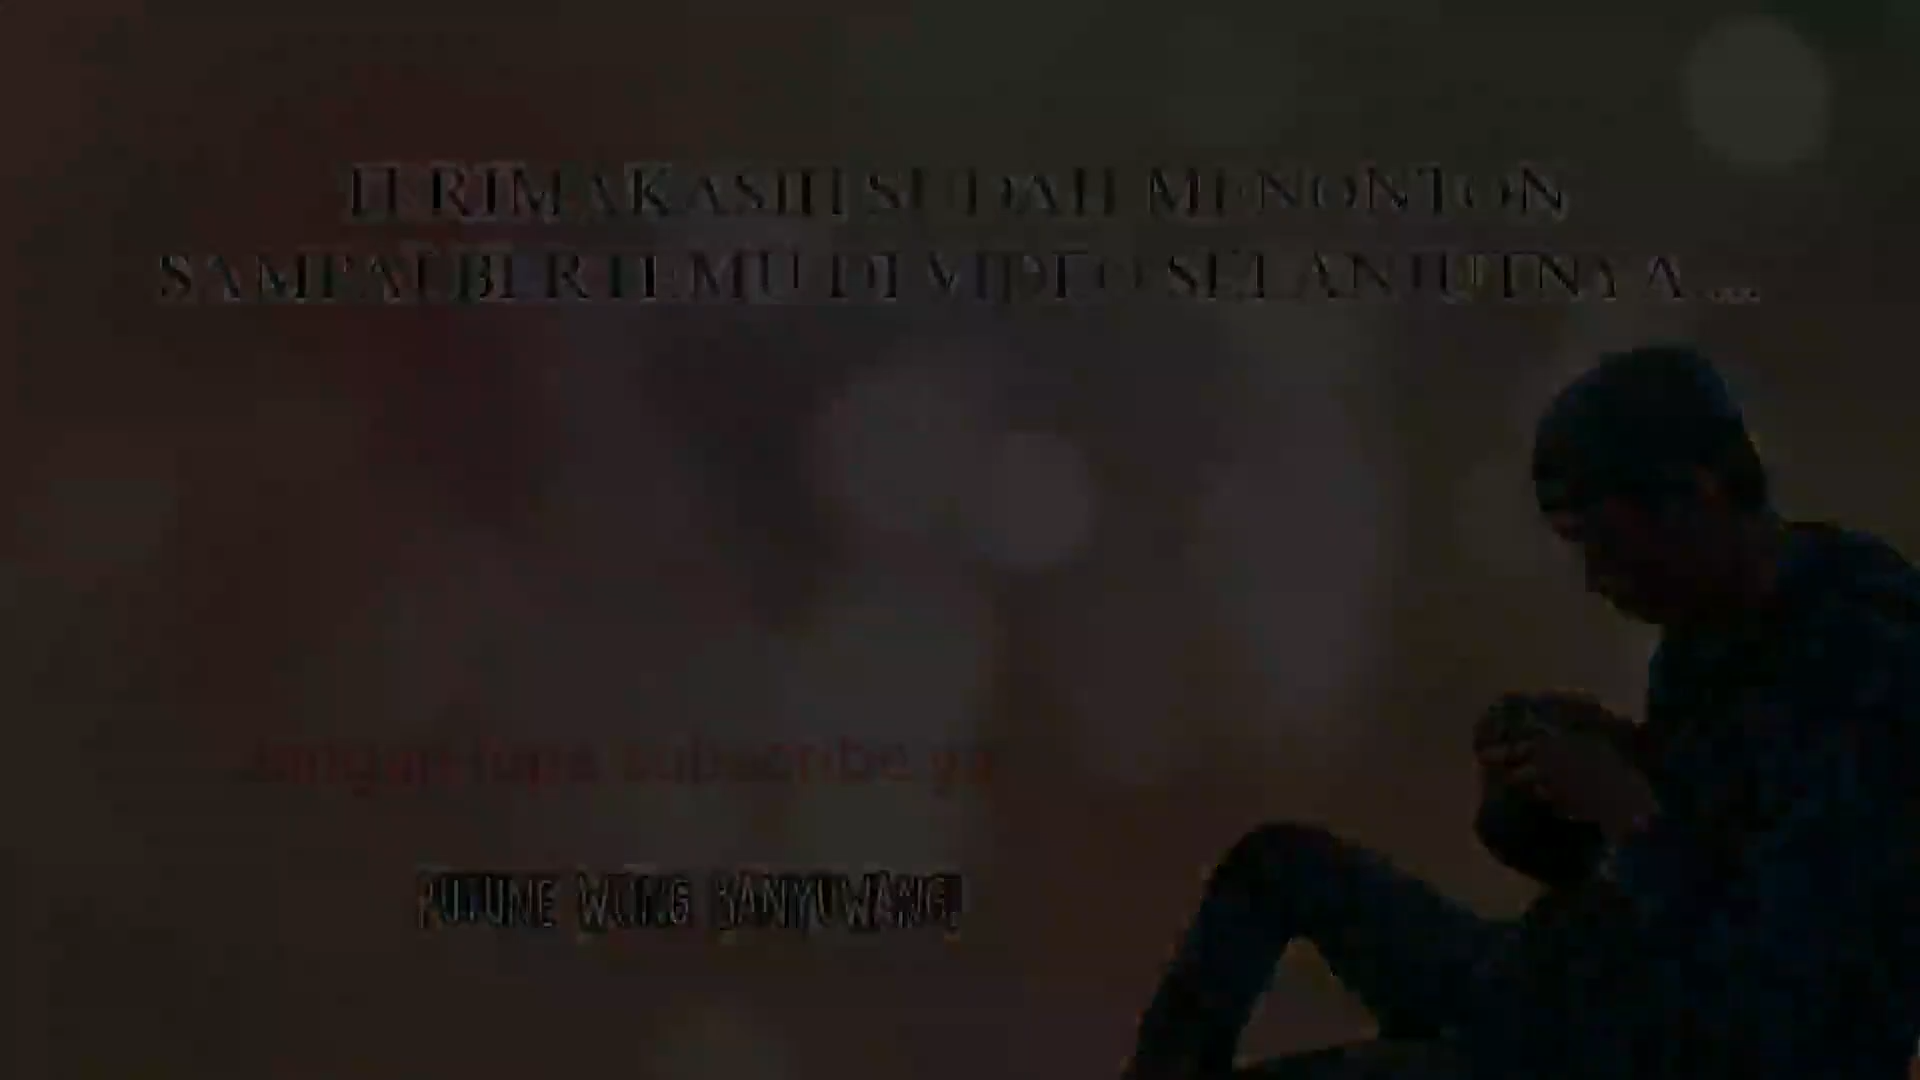 TERIMAKASIH SUDAH MENONTON
SAMPAI BERTEMU DI VIDEO SELANJUTNYA....
jangan lupa subscribe ya
PUTUNE WONG BANYUWANGI